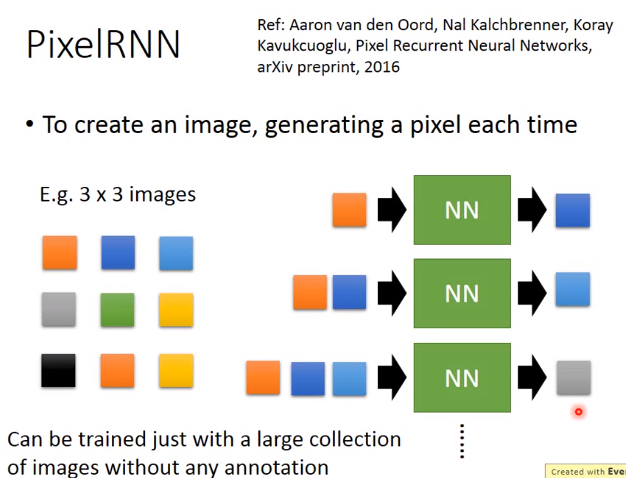 PixelRNN
Ref: Aaron van den Oord, Nal Kalchbrenner, Koray
Kavukcuoglu, Pixel Recurrent Neural Networks,
arXiv preprint, 2016
• To create an image, generating a pixel each time
E.g. 3 x 3 images
NN
NN
NN
Can be trained just with a large collection
of images without any annotation
Created with Eve